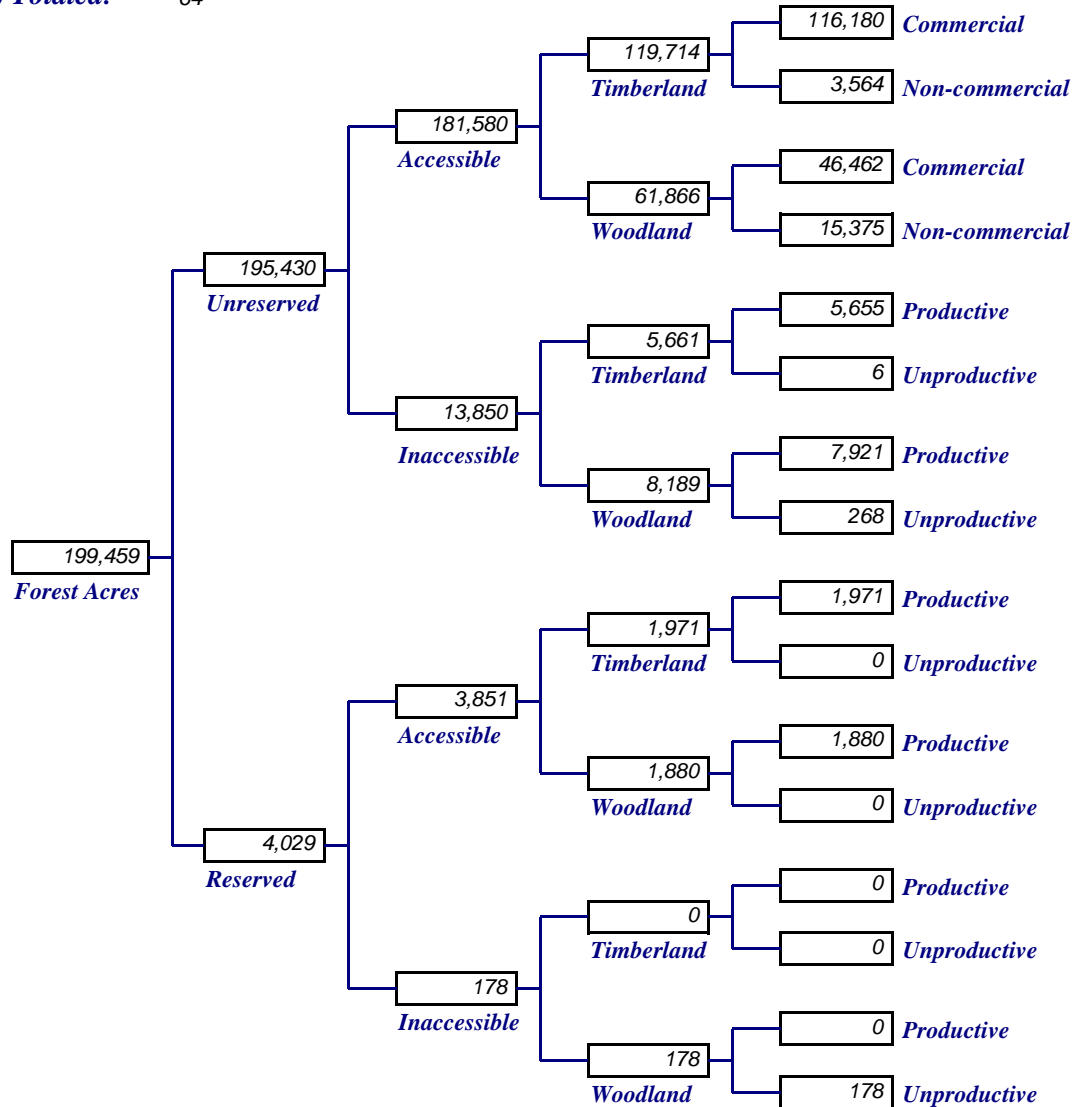 Totaled:
116,180 Commercial
119,714
Timberland
3,564 Non-commercial
181,580
Accessible
46,462 Commercial
61,866
Woodland
15,375 Non-commercial
195,430
Unreserved
5,655 Productive
5,661
Timberland
6 Unproductive
13,850
Inaccessible
7,921 Productive
8,189
Woodland
268 Unproductive
199,459
Forest Acres
1,971 Productive
1,971
Timberland
0 Unproductive
3,851
Accessible
1,880 Productive
1,880
Woodland
0 Unproductive
4,029
Reserved
0 Productive
0
Timberland
0 Unproductive
178
Inaccessible
0 Productive
178
Woodland
178 Unproductive